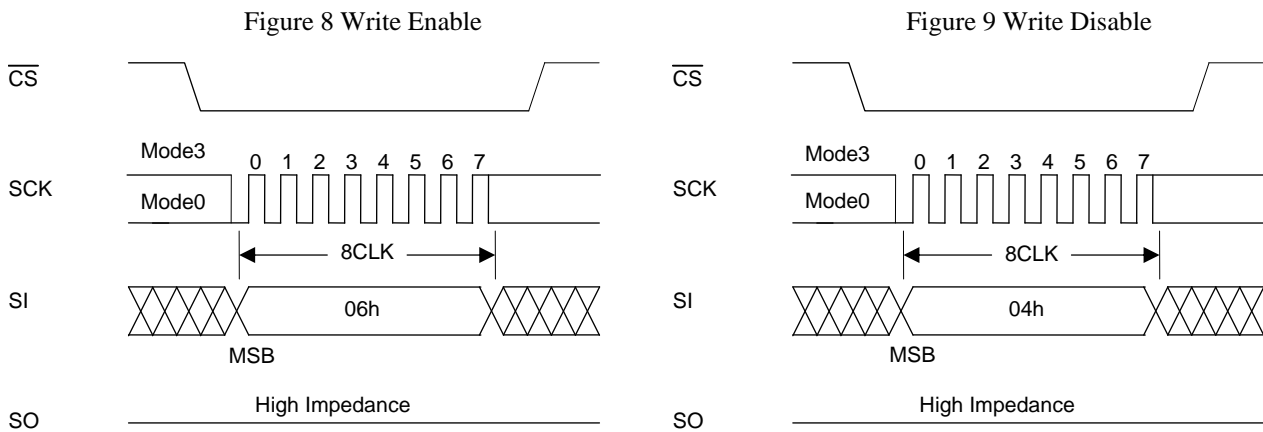 Figure 8 Write Enable
CS
Mode3
0 1 2 3 4 5 6 7
SCK
Mode0
8CLK
SI
06h
MSB
High Impedance
SO
Figure 9 Write Disable
CS
Mode3
0 1 2 3 4 5 6 7
SCK
Mode0
8CLK
SI
04h
MSB
High Impedance
SO